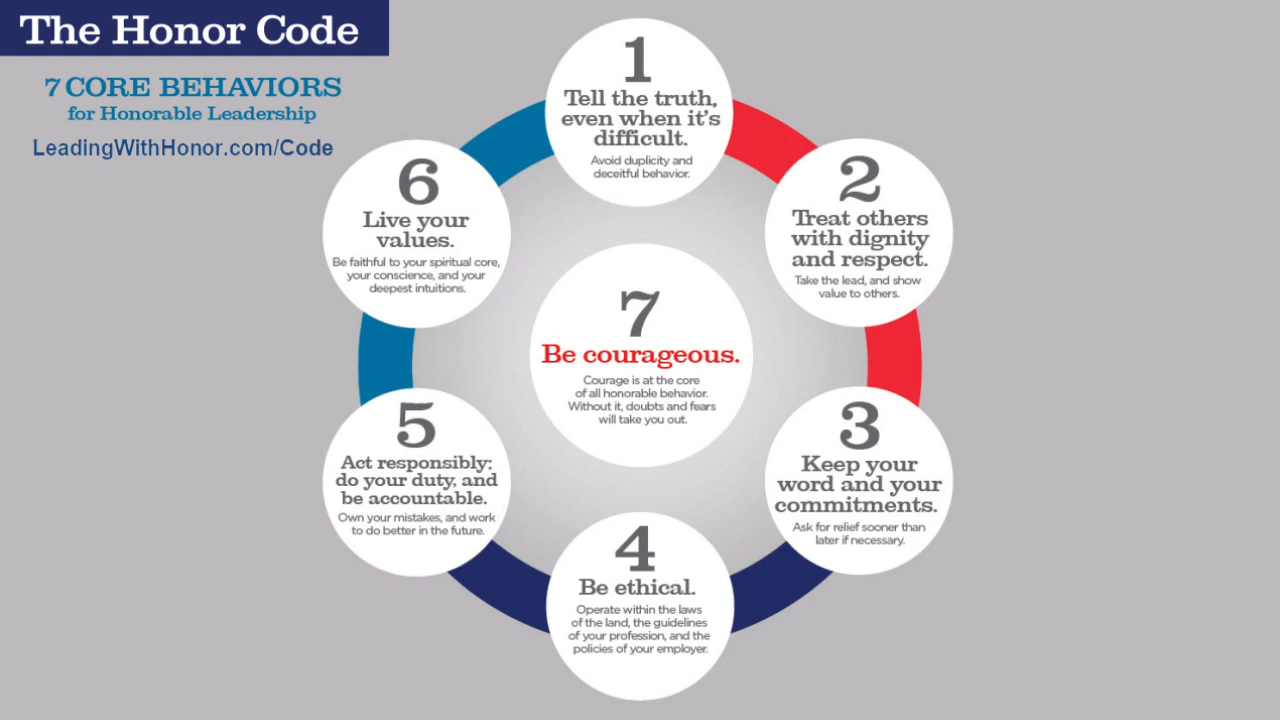 The Honor Code
7 CORE BEHAVIORS
for Honorable Leadership
LeadingWithHonor.com/Code
1
Tell the truth,
even when it's
difficult.
Avoid duplicity and
deceitful behavior.
2
Treat others
with dignity
and respect.
Take the lead, and show
value to others.
3
Keep your
word and your
commitments.
Ask for relief sooner than
later if necessary.
4
Be ethical.
Operate within the laws
of the land, the guidelines
of your profession, and the
policies of your employer.
5
Act responsibly;
do your duty, and
be accountable.
Own your mistakes, and work
to do better in the future.
6
Live your
values.
Be faithful to your spiritual core,
your conscience, and your
deepest intuitions.
7
Be courageous.
Courage is at the core
of all honorable behavior.
Without it, doubts and fears
will take you out.